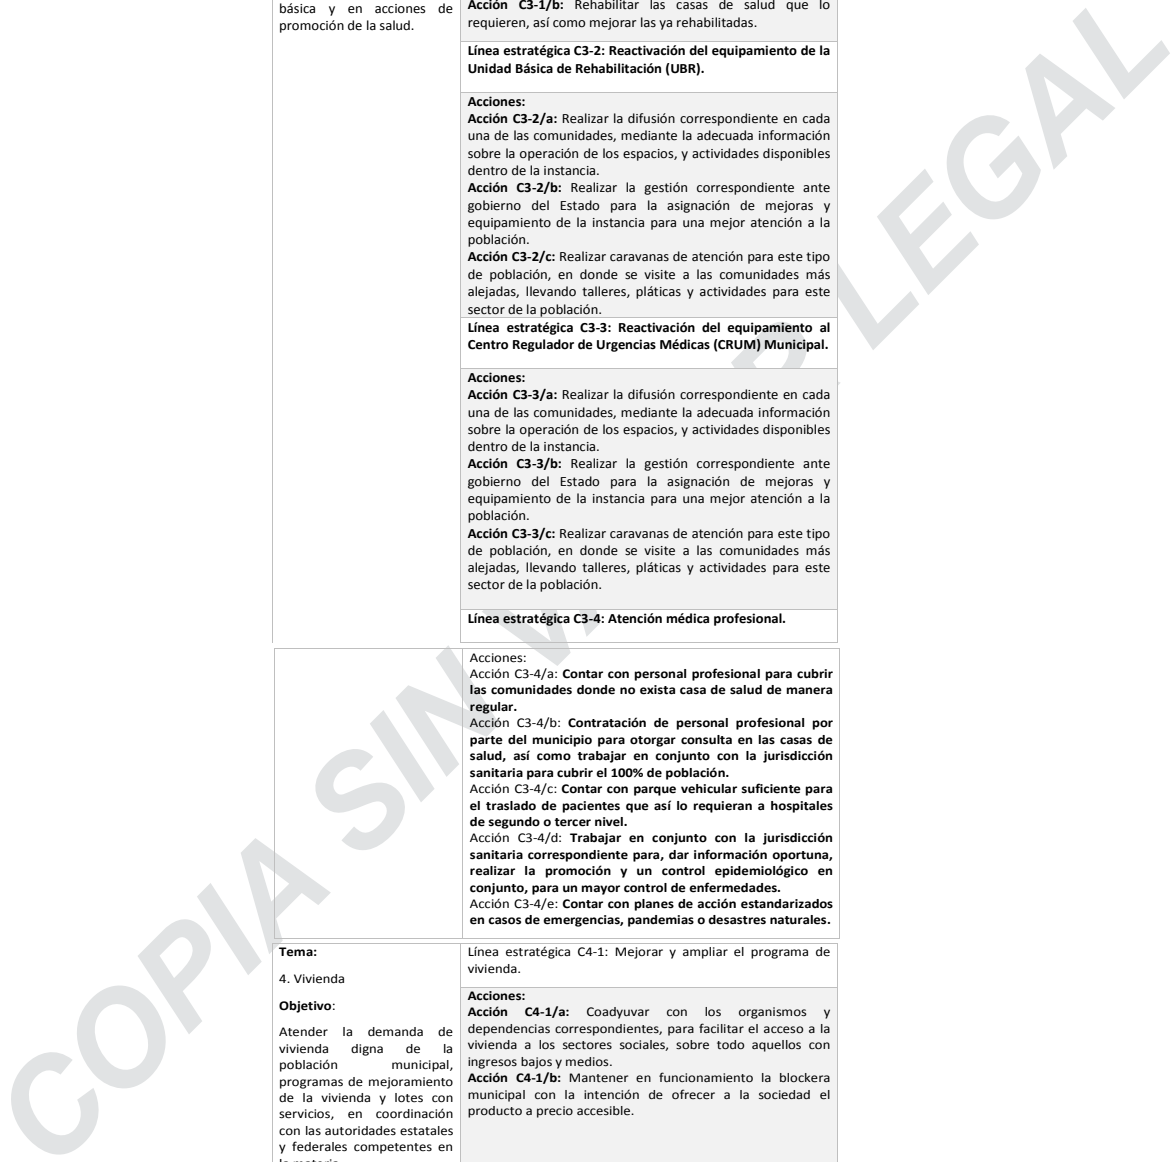 básica y en acciones de
promoción de la salud.
Acción C3-1/b: Rehabilitar las casas de salud que lo
requieren, así como mejorar las ya rehabilitadas.
Línea estratégica C3-2: Reactivación del equipamiento de la
Unidad Básica de Rehabilitación (UBR).
Acciones:
Acción C3-2/a: Realizar la difusión correspondiente en cada
una de las comunidades, mediante la adecuada información
sobre la operación de los espacios, y actividades disponibles
dentro de la instancia.
Acción C3-2/b: Realizar la gestión correspondiente ante
gobierno del Estado para la asignación de mejoras y
equipamiento de la instancia para una mejor atención a la
población.
Acción C3-2/c: Realizar caravanas de atención para este tipo
de población, en donde se visite a las comunidades más
alejadas, llevando talleres, pláticas y actividades para este
sector de la población.
Línea estratégica C3-3: Reactivación del equipamiento al
Centro Regulador de Urgencias Médicas (CRUM) Municipal.
Acciones:
Acción C3-3/a: Realizar la difusión correspondiente en cada
una de las comunidades, mediante la adecuada información
sobre la operación de los espacios, y actividades disponibles
dentro de la instancia.
Acción C3-3/b: Realizar la gestión correspondiente ante
gobierno del Estado para la asignación de mejoras y
equipamiento de la instancia para una mejor atención a la
población.
Acción C3-3/c: Realizar caravanas de atención para este tipo
de población, en donde se visite a las comunidades más
alejadas, llevando talleres, pláticas y actividades para este
sector de la población.
Línea estratégica C3-4: Atención médica profesional.
Acciones:
Acción C3-4/a: Contar con personal profesional para cubrir
las comunidades donde no exista casa de salud de manera
regular.
Acción C3-4/b: Contratación de personal profesional por
parte del municipio para otorgar consulta en las casas de
salud, así como trabajar en conjunto con la jurisdicción
sanitaria para cubrir el 100% de población.
Acción C3-4/c: Contar con parque vehicular suficiente para
el traslado de pacientes que así lo requieran a hospitales
de segundo o tercer nivel.
Acción C3-4/d: Trabajar en conjunto con la jurisdicción
sanitaria correspondiente para, dar información oportuna,
realizar la promoción y un control epidemiológico en
conjunto, para un mayor control de enfermedades.
Acción C3-4/e: Contar con planes de acción estandarizados
en casos de emergencias, pandemias o desastres naturales.
Tema:
4. Vivienda
Objetivo:
Atender la demanda de
vivienda digna de la
población municipal,
programas de mejoramiento
de la vivienda y lotes con
servicios, en coordinación
con las autoridades estatales
y federales competentes en
Línea estratégica C4-1: Mejorar y ampliar el programa de
vivienda.
Acciones:
Acción C4-1/a: Coadyuvar con los organismos y
dependencias correspondientes, para facilitar el acceso a la
vivienda a los sectores sociales, sobre todo aquellos con
ingresos bajos y medios.
Acción C4-1/b: Mantener en funcionamiento la blockera
municipal con la intención de ofrecer a la sociedad el
producto a precio accesible.
COPIA SIN LEGAL